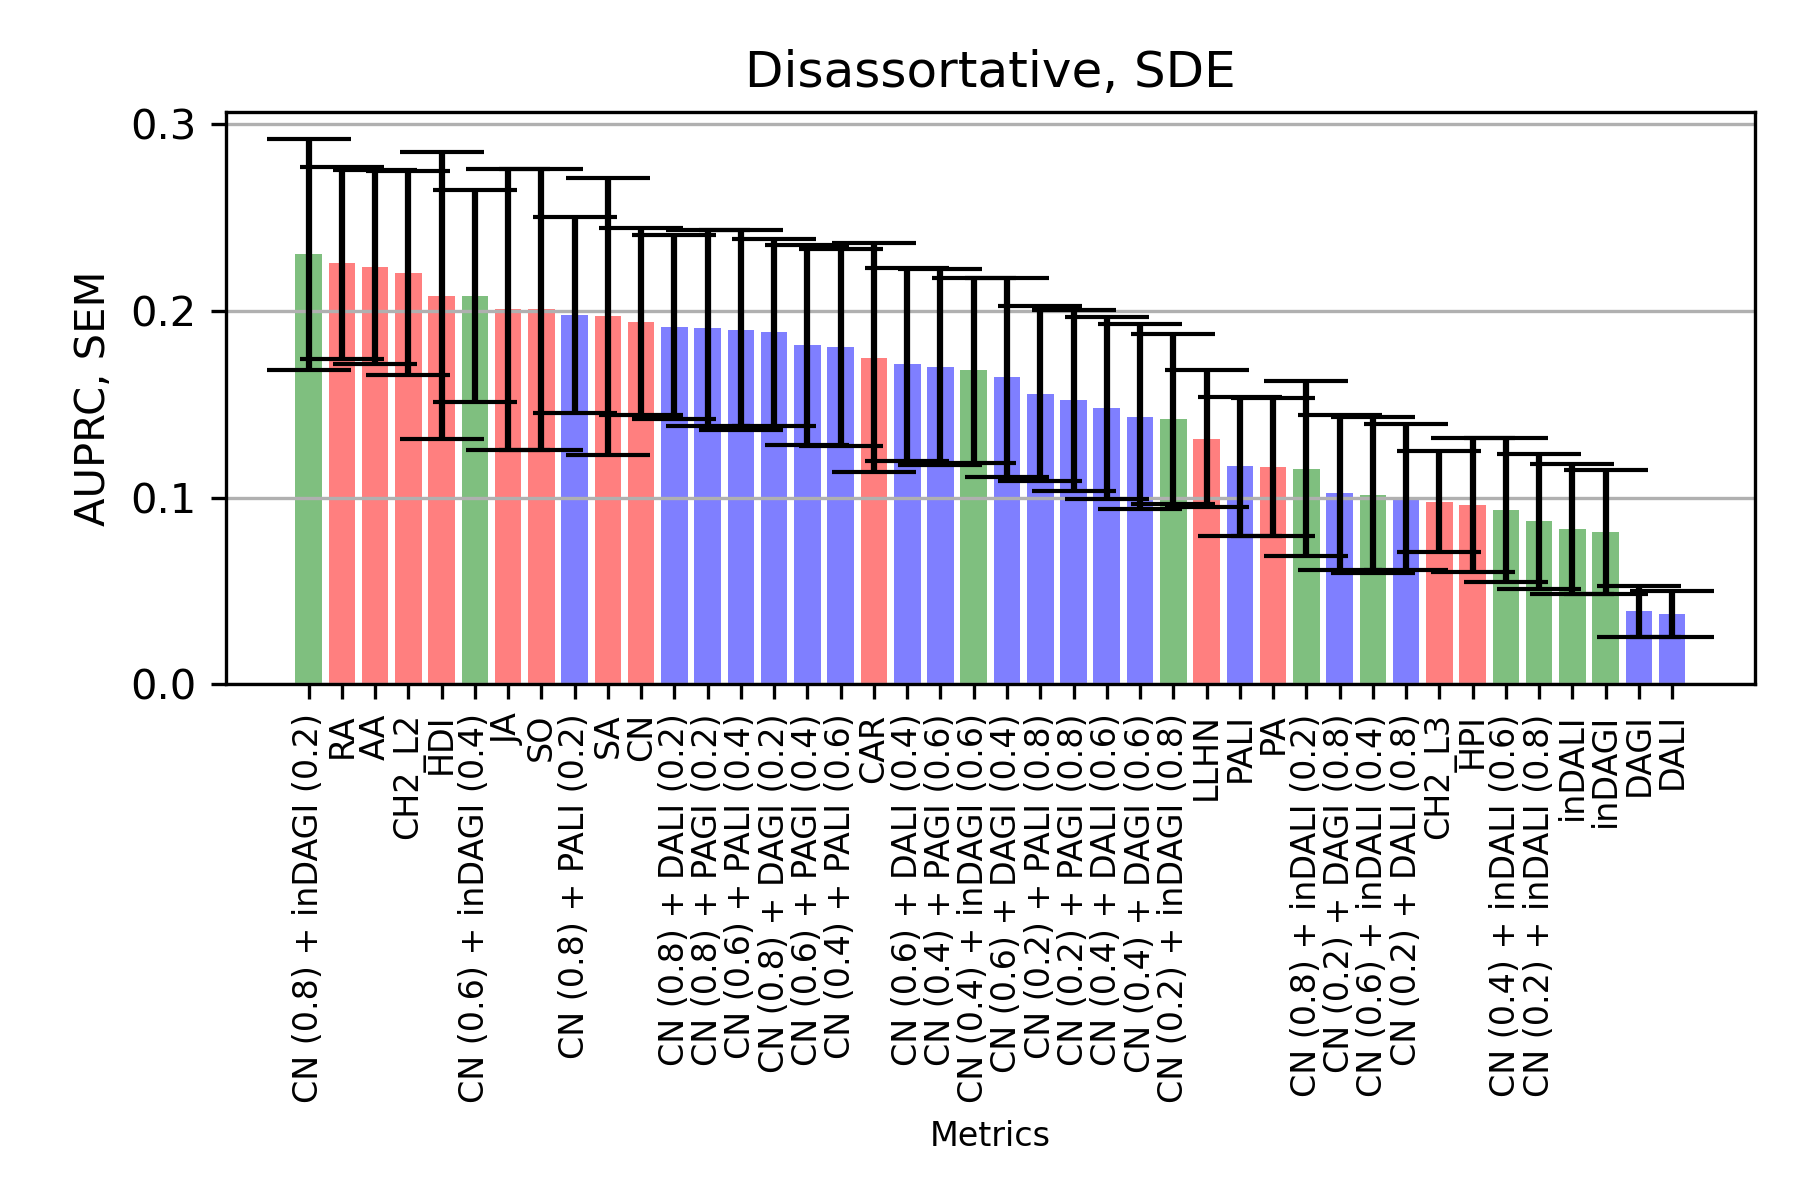 Disassortative, SDE
AUPRC, SEM
0.3
0.2
0.1
0.0
CN (0.8) + inDAGI (0.2)
RA
AA
CH2_L2
HDI
CN (0.6) + inDAGI (0.4)
JA
SO
CN (0.8) + PALI (0.2)
SA
CN
CN (0.8) + DALI (0.2)
CN (0.8) + PAGI (0.2)
CN (0.6) + PALI (0.4)
CN (0.8) + DAGI (0.2)
CN (0.6) + PAGI (0.4)
CN (0.4) + PALI (0.6)
CAR
CN (0.6) + DALI (0.4)
CN (0.4) + PAGI (0.6)
CN (0.4) + inDAGI (0.6)
CN (0.6) + DAGI (0.4)
CN (0.2) + PALI (0.8)
CN (0.2) + PAGI (0.8)
CN (0.4) + DALI (0.6)
CN (0.4) + DAGI (0.6)
CN (0.2) + inDAGI (0.8)
LLHN
PALI
PA
CN (0.8) + inDALI (0.2)
CN (0.2) + DAGI (0.8)
CN (0.6) + inDALI (0.4)
CN (0.2) + DALI (0.8)
CH2_L3
HPI
CN (0.4) + inDALI (0.6)
CN (0.2) + inDALI (0.8)
inDALI
inDAGI
DAGI
DALI
Metrics